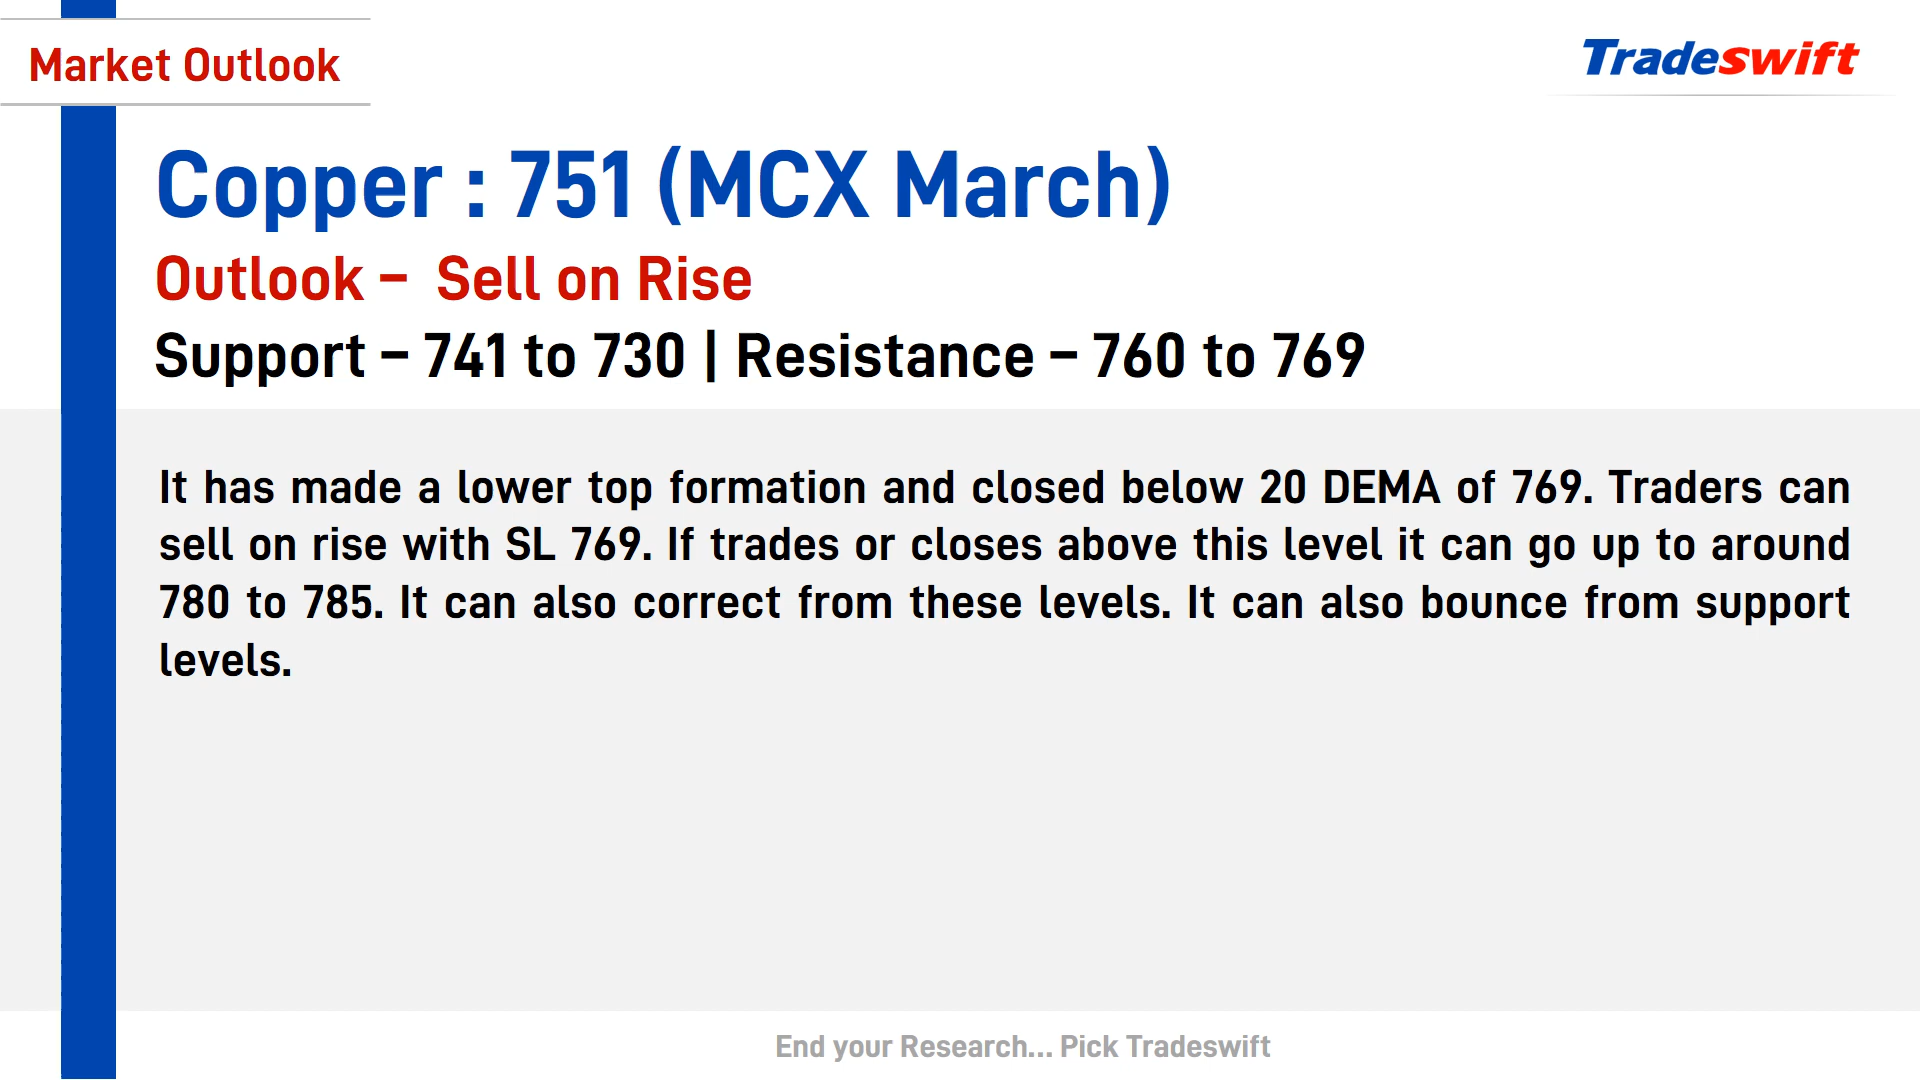 Market Outlook
Tradeswift
Copper : 751 (MCX March)
Outlook –  Sell on Rise
Support – 741 to 730 | Resistance – 760 to 769
It has made a lower top formation and closed below 20 DEMA of 769. Traders can
sell on rise with SL 769. If trades or closes above this level it can go up to around
780 to 785. It can also correct from these levels. It can also bounce from support
levels.
End your Research... Pick Tradeswift